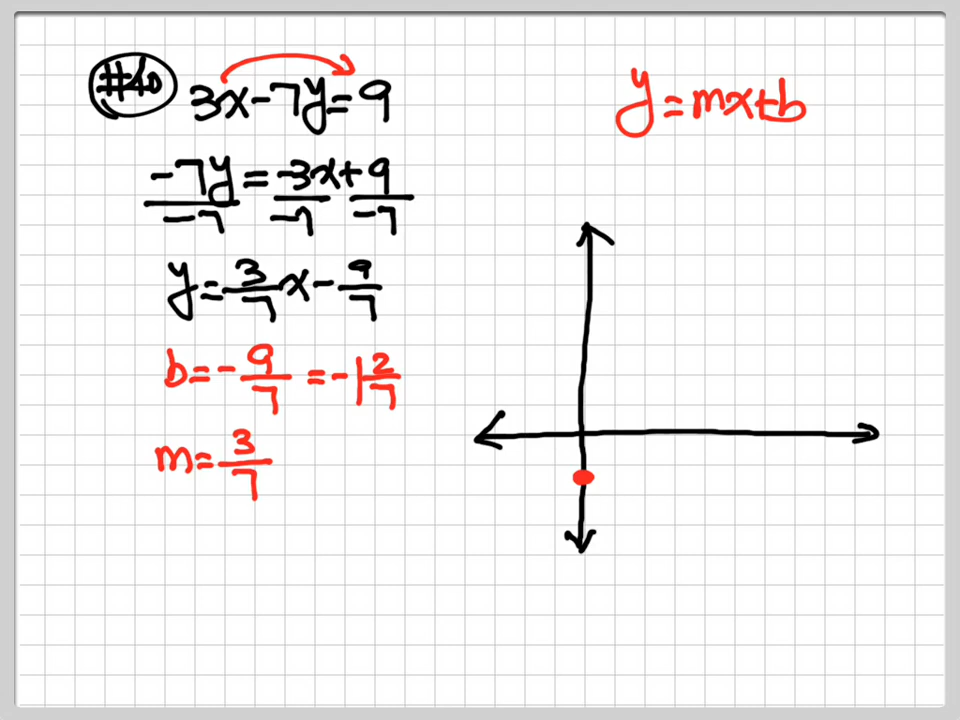 #40
3x-7y=9
y=mx+b
-7y/-7 = -3x/-7 + 9/-7
y=3/7x-9/7
b=-9/7=-1 2/7
m=3/7